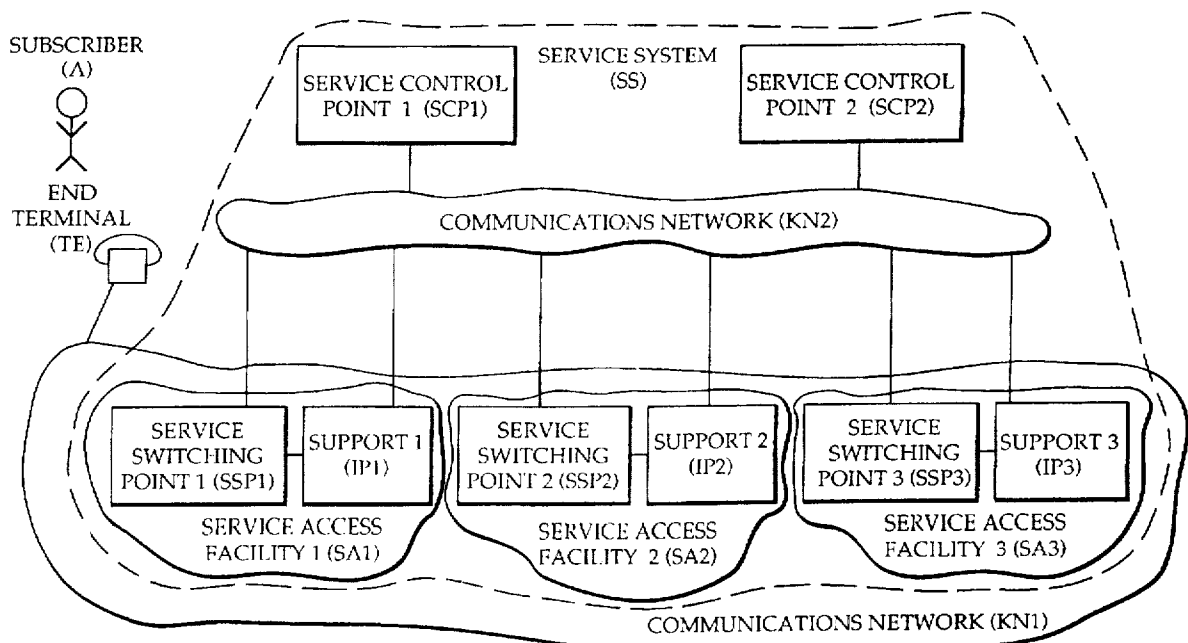 SUBSCRIBER
(A)
END
TERMINAL
(TE)
SERVICE SYSTEM
(SS)
SERVICE CONTROL
POINT 1 (SCP1)
SERVICE CONTROL
POINT 2 (SCP2)
COMMUNICATIONS NETWORK (KN2)
SERVICE
SWITCHING
POINT 1 (SSP1)
SUPPORT 1
(IP1)
SERVICE ACCESS
FACILITY 1 (SA1)
SERVICE
SWITCHING
POINT 2 (SSP2)
SUPPORT 2
(IP2)
SERVICE ACCESS
FACILITY 2 (SA2)
SERVICE
SWITCHING
POINT 3 (SSP3)
SUPPORT 3
(IP3)
SERVICE ACCESS
FACILITY 3 (SA3)
COMMUNICATIONS NETWORK (KN1)